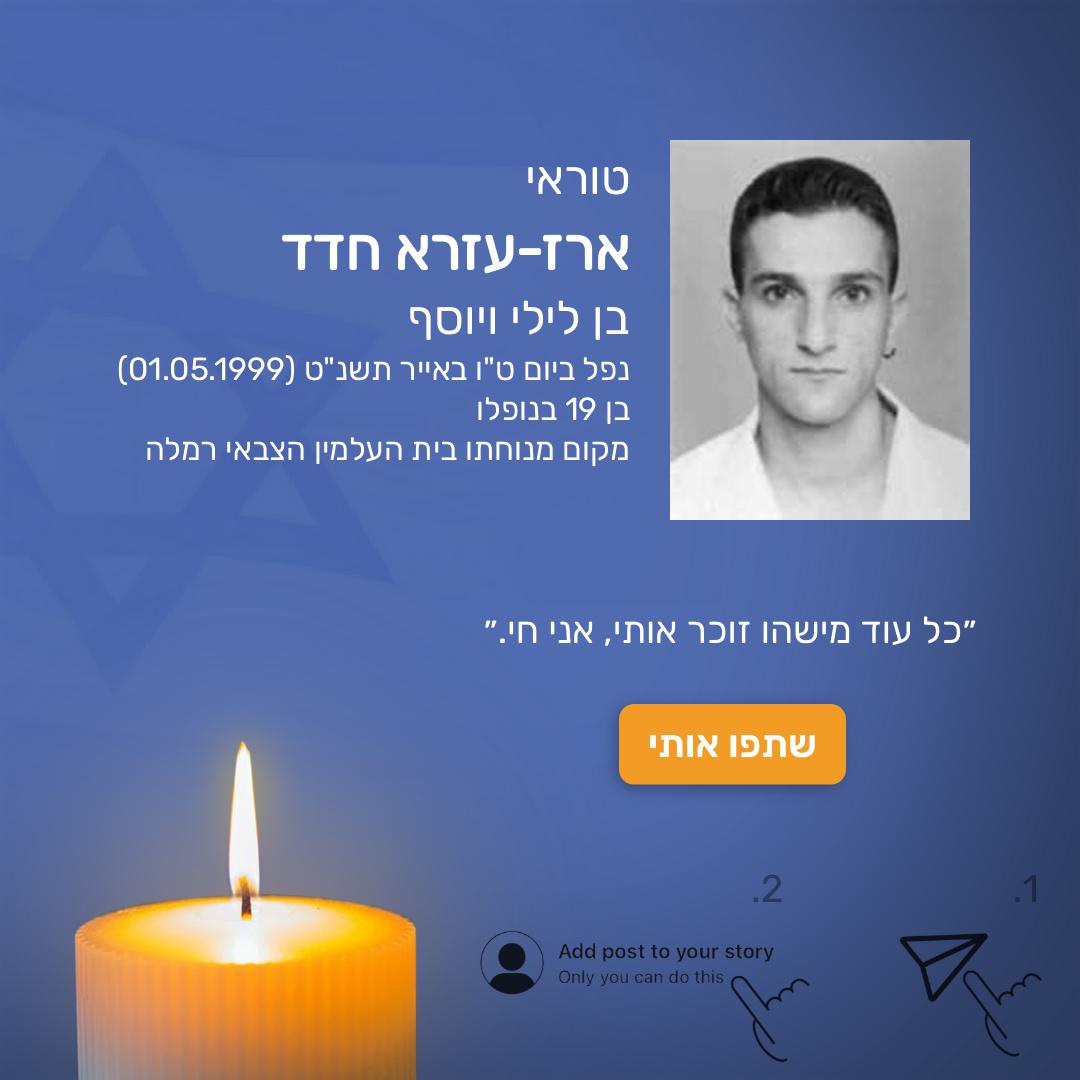 טוראי
ארז-עזרא חדד
בן לילי ויוסף
נפל ביום ט"ו באייר תשנ"ט (01.05.1999)
בן 19 בנופלו
מקום מנוחתו בית העלמין הצבאי רמלה
״כל עוד מישהו זוכר אותי, אני חי.״
שתפו אותי
.1
.2
Add post to your story
Only you can do this